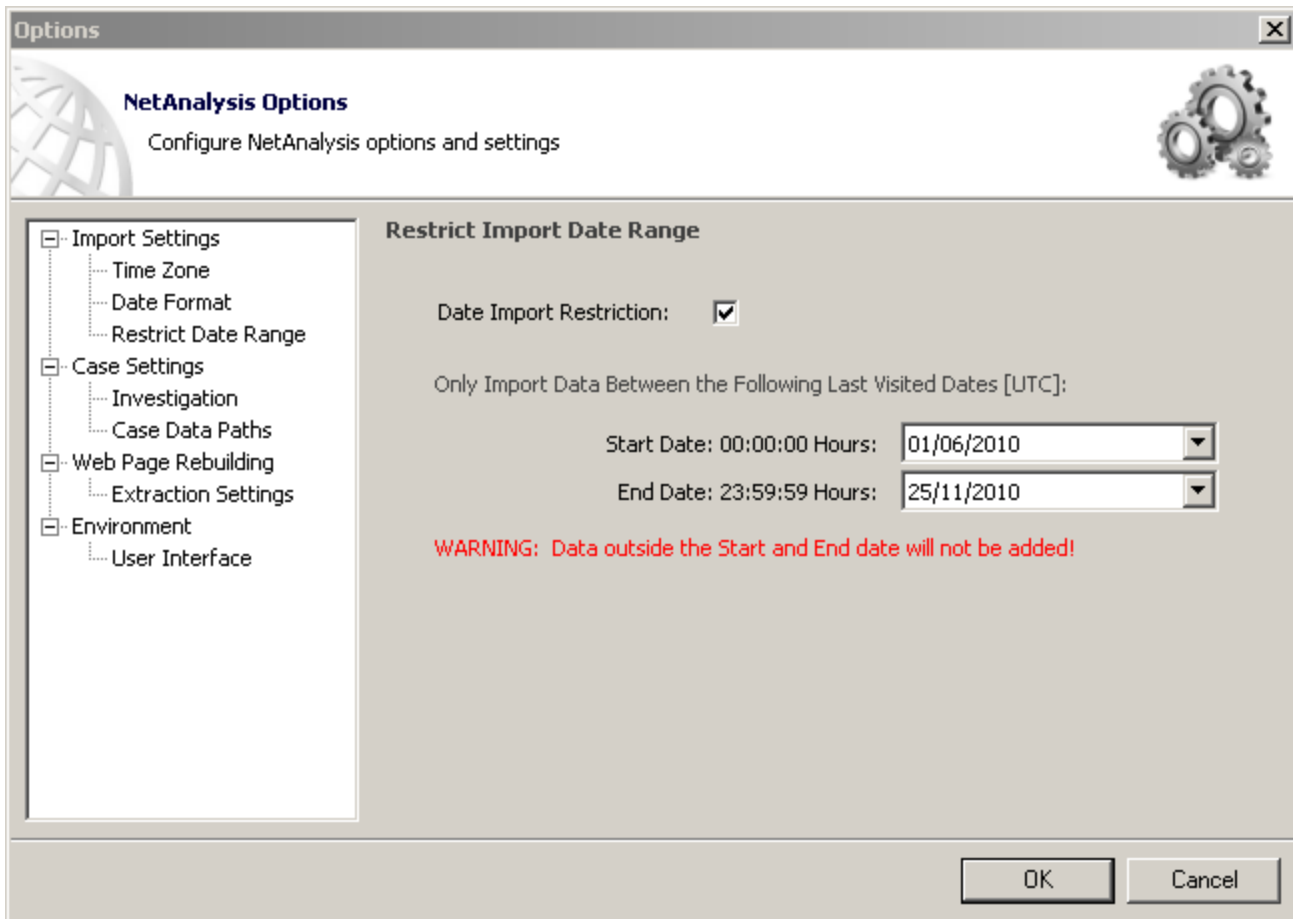 Options
NetAnalysis Options
Configure NetAnalysis options and settings
Import Settings
Time Zone
Date Format
Restrict Date Range
Case Settings
Investigation
Case Data Paths
Web Page Rebuilding
Extraction Settings
Environment
User Interface
Restrict Import Date Range
Date Import Restriction:
Only Import Data Between the Following Last Visited Dates [UTC]:
Start Date: 00:00:00 Hours: 01/06/2010
End Date: 23:59:59 Hours: 25/11/2010
WARNING: Data outside the Start and End date will not be added!
OK Cancel